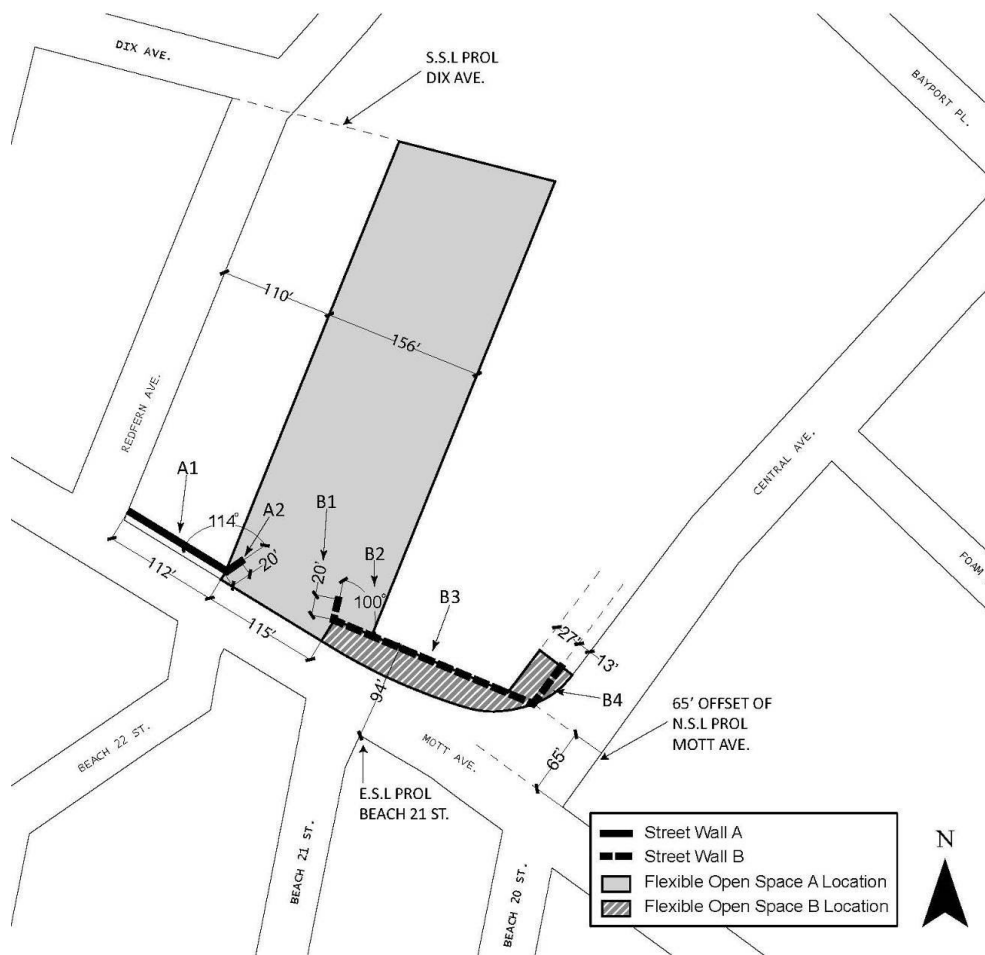 DIX AVE.
S.S.L PROL
DIX AVE.
BAYPORT PL.
110'
156'
REDFERN AVE.
CENTRAL AVE.
A1
114°
A2
20'
B1
B2
20'
100°
B3
FOAM
112'
115'
27'
13'
B4
94'
65' OFFSET OF
N.S.L PROL
MOTT AVE.
65'
MOTT AVE.
BEACH 22 ST.
E.S.L PROL
BEACH 21 ST.
BEACH 21 ST.
BEACH 20 ST.
Street Wall A
Street Wall B
Flexible Open Space A Location
Flexible Open Space B Location
N